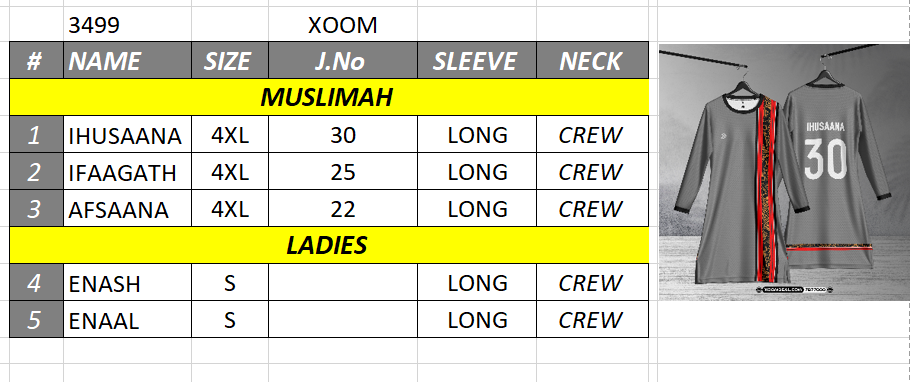 3499 XOOM
# NAME SIZE J.No SLEEVE NECK
MUSLIMAH
1 IHUSAANA 4XL 30 LONG CREW
2 IFAAGATH 4XL 25 LONG CREW
3 AFSAANA 4XL 22 LONG CREW
LADIES
4 ENASH S LONG CREW
5 ENAAL S LONG CREW
IHUSAANA
30